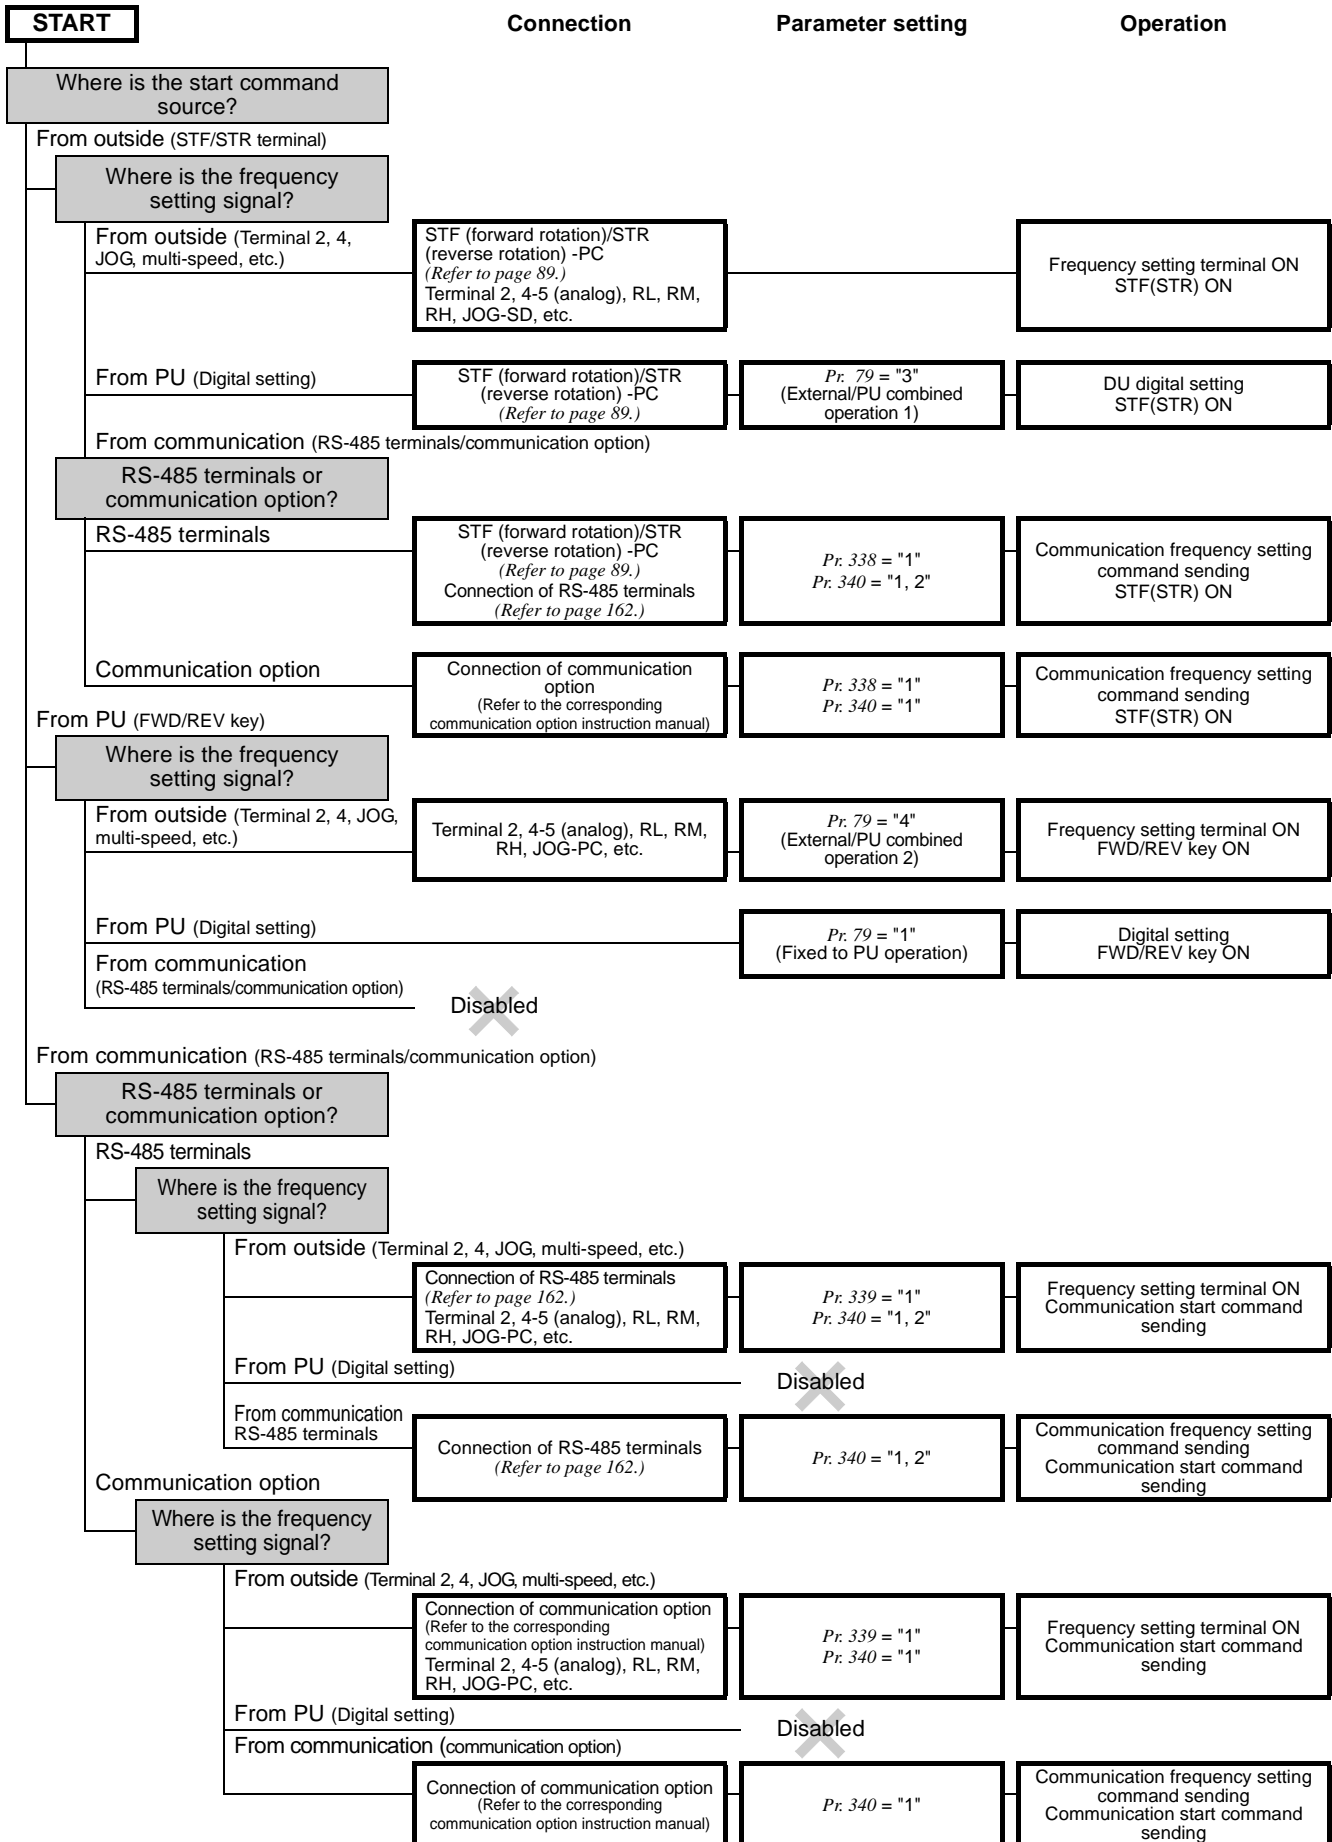 START
Connection
Parameter setting
Operation
Where is the start command
source?
From outside (STF/STR terminal)
Where is the frequency
setting signal?
From outside (Terminal 2, 4,
JOG, multi-speed, etc.)
STF (forward rotation)/STR
(reverse rotation) -PC
(Refer to page 89.)
Terminal 2, 4-5 (analog), RL, RM,
RH, JOG-SD, etc.
Frequency setting terminal ON
STF(STR) ON
From PU (Digital setting)
STF (forward rotation)/STR
(reverse rotation) -PC
(Refer to page 89.)
Pr. 79 = "3"
(External/PU combined
operation 1)
DU digital setting
STF(STR) ON
From communication (RS-485 terminals/communication option)
RS-485 terminals or
communication option?
RS-485 terminals
STF (forward rotation)/STR
(reverse rotation) -PC
(Refer to page 89.)
Connection of RS-485 terminals
(Refer to page 162.)
Pr. 338 = "1"
Pr. 340 = "1, 2"
Communication frequency setting
command sending
STF(STR) ON
Communication option
Connection of communication
option
(Refer to the corresponding
communication option instruction manual)
Pr. 338 = "1"
Pr. 340 = "1"
Communication frequency setting
command sending
STF(STR) ON
From PU (FWD/REV key)
Where is the frequency
setting signal?
From outside (Terminal 2, 4, JOG,
multi-speed, etc.)
Terminal 2, 4-5 (analog), RL, RM,
RH, JOG-PC, etc.
Pr. 79 = "4"
(External/PU combined
operation 2)
Frequency setting terminal ON
FWD/REV key ON
From PU (Digital setting)
Pr. 79 = "1"
(Fixed to PU operation)
Digital setting
FWD/REV key ON
From communication
(RS-485 terminals/communication option)
Disabled
From communication (RS-485 terminals/communication option)
RS-485 terminals or
communication option?
RS-485 terminals
Where is the frequency
setting signal?
From outside (Terminal 2, 4, JOG, multi-speed, etc.)
Connection of RS-485 terminals
(Refer to page 162.)
Terminal 2, 4-5 (analog), RL, RM,
RH, JOG-PC, etc.
Pr. 339 = "1"
Pr. 340 = "1, 2"
Frequency setting terminal ON
Communication start command
sending
From PU (Digital setting)
Disabled
From communication
RS-485 terminals
Connection of RS-485 terminals
(Refer to page 162.)
Pr. 340 = "1, 2"
Communication frequency setting
command sending
Communication start command
sending
Communication option
Where is the frequency
setting signal?
From outside (Terminal 2, 4, JOG, multi-speed, etc.)
Connection of communication option
(Refer to the corresponding
communication option instruction manual)
Terminal 2, 4-5 (analog), RL, RM,
RH, JOG-PC, etc.
Pr. 339 = "1"
Pr. 340 = "1"
Frequency setting terminal ON
Communication start command
sending
From PU (Digital setting)
Disabled
From communication (communication option)
Connection of communication option
(Refer to the corresponding
communication option instruction manual)
Pr. 340 = "1"
Communication frequency setting
command sending
Communication start command
sending